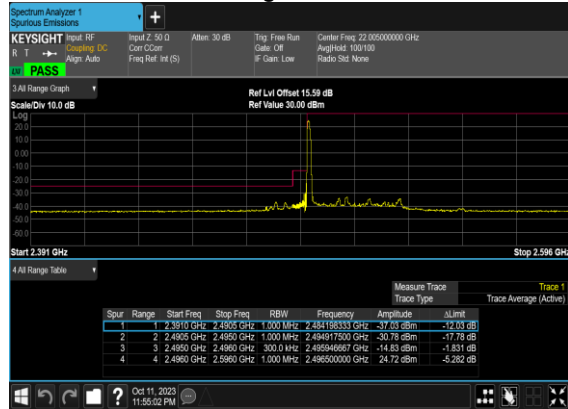 Spectrum Analyzer 1
Spurious Emissions
KEYSIGHT Input: RF Input Z: 50 Ω Atten: 30 dB Trig: Free Run Center Freq: 22.005000000 GHz
R T Coupling: DC Corr CCorr Gate: Off Avg|Hold: 100/100
Align: Auto Freq Ref: Int (S) IF Gain: Low Radio Std: None
PASS
3 All Range Graph
Ref Lvl Offset 15.59 dB
Scale/Div 10.0 dB Ref Value 30.00 dBm
Log
20.0
10.0
0.00
-10.0
-20.0
-30.0
-40.0
-50.0
-60.0
Start 2.391 GHz Stop 2.596 GHz
4 All Range Table
Measure Trace Trace 1
Trace Type Trace Average (Active)
Spur Range Start Freq Stop Freq RBW Frequency Amplitude ΔLimit
1 1 2.3910 GHz 2.4905 GHz 1.000 MHz 2.484198333 GHz -37.03 dBm -12.03 dB
2 2 2.4905 GHz 2.4950 GHz 1.000 MHz 2.494917500 GHz -30.78 dBm -17.78 dB
3 3 2.4950 GHz 2.4960 GHz 300.0 kHz 2.495946667 GHz -14.83 dBm -1.831 dB
4 4 2.4960 GHz 2.5960 GHz 1.000 MHz 2.496500000 GHz 24.72 dBm -5.282 dB
? Oct 11, 2023
11:55:02 PM